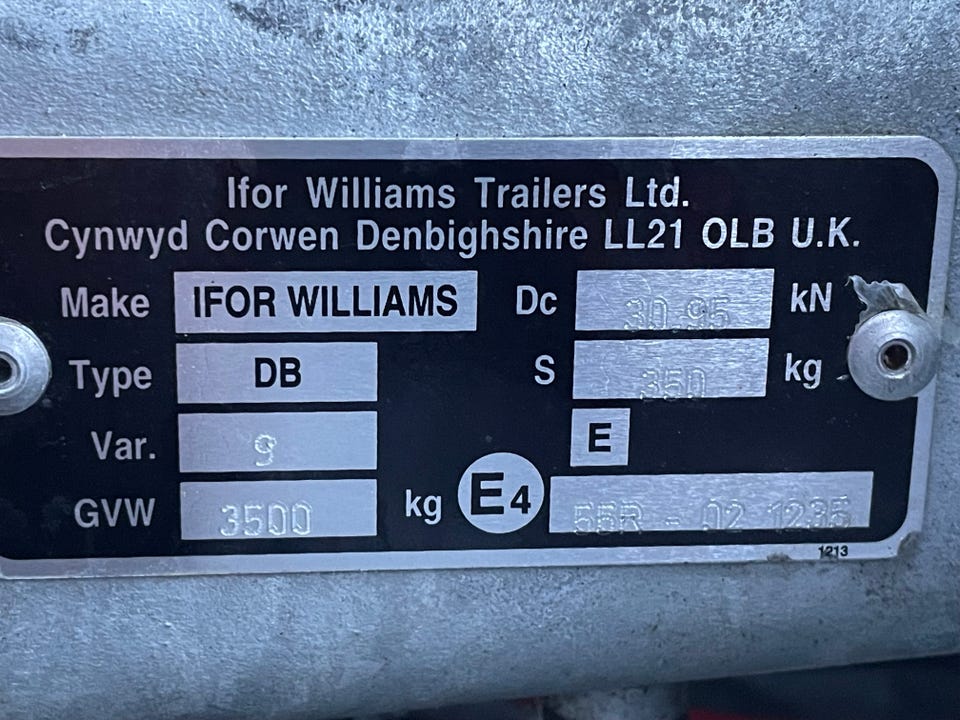 Ifor Williams Trailers Ltd.
Cynwyd Corwen Denbighshire LL21 OLB U.K.
Make IFOR WILLIAMS Dc 30.95 kN
Type DB S 350 kg
Var. 9 E
GVW 3500 kg E4 55R - 02 1235
1213